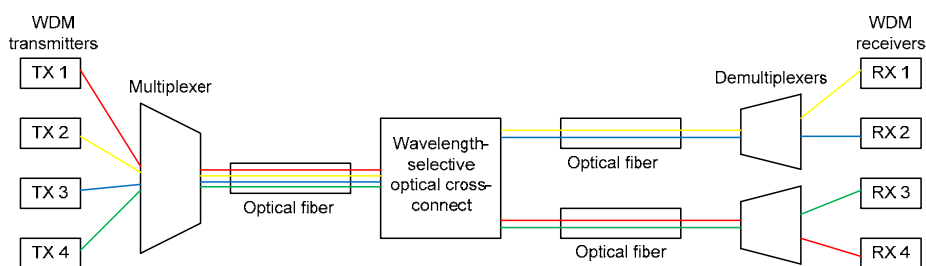 WDM
transmitters
TX 1
TX 2
TX 3
TX 4
Multiplexer
Optical fiber
Wavelength-
selective
optical cross-
connect
Optical fiber
Optical fiber
Demultiplexers
WDM
receivers
RX 1
RX 2
RX 3
RX 4